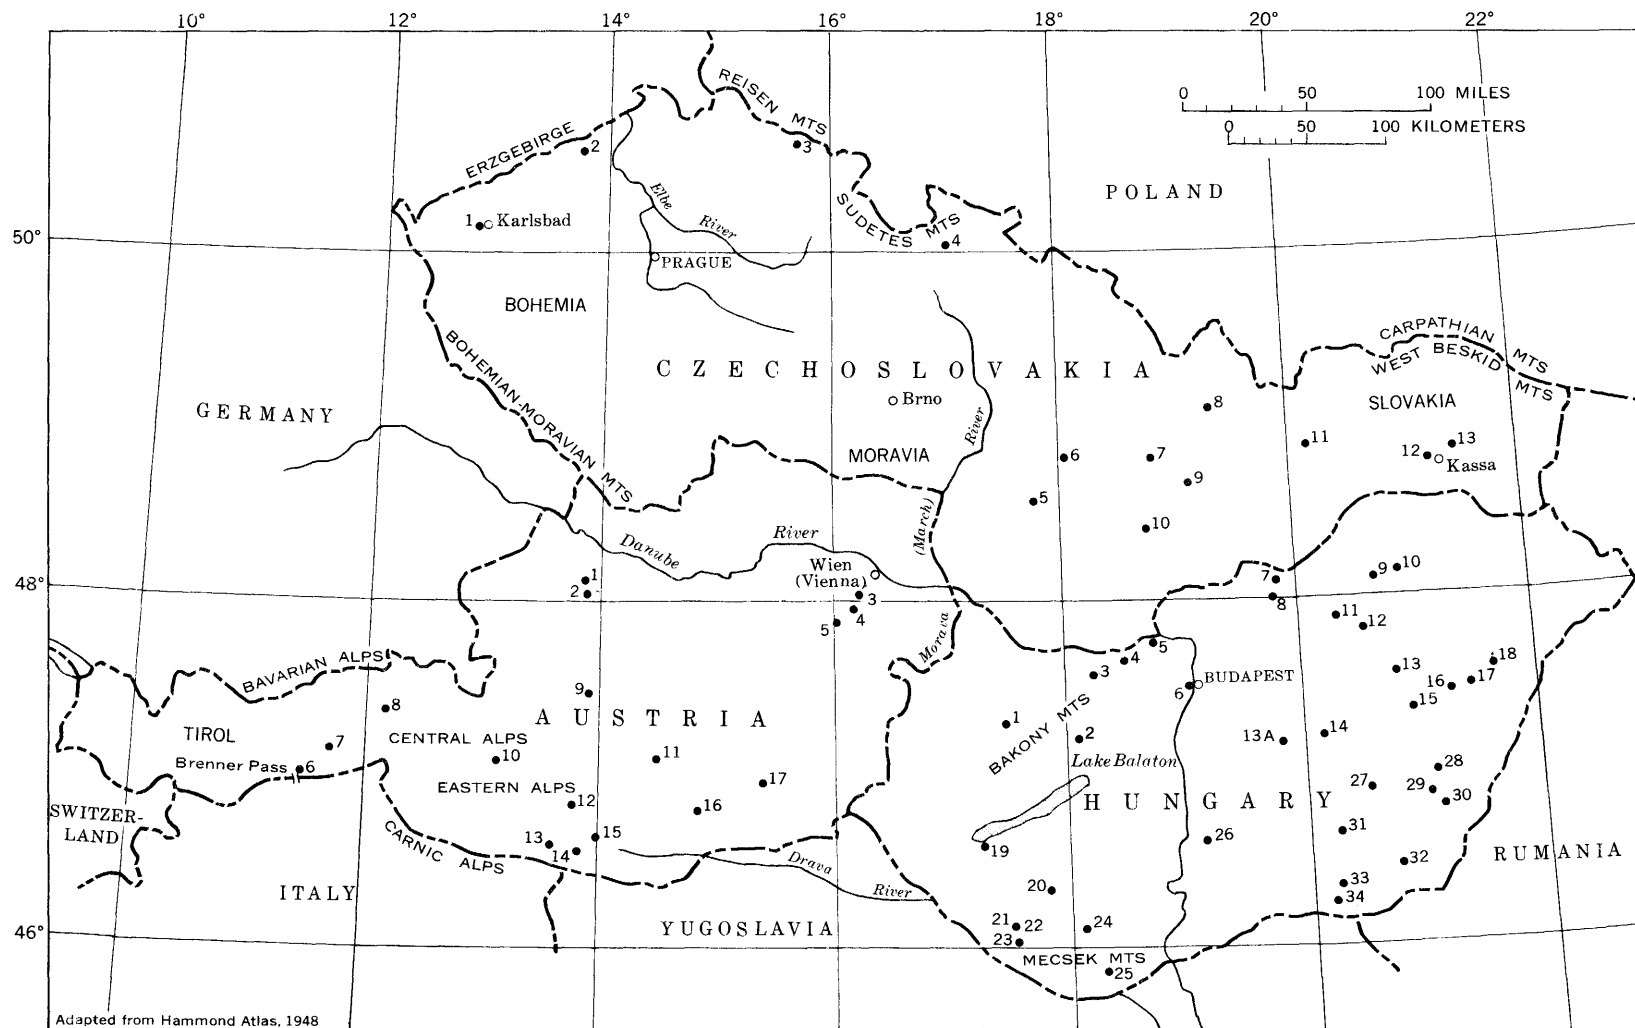 10° 12° 14° 16° 18° 20° 22°
REISEN MTS
0 50 100 MILES
0 50 100 KILOMETERS
ERZGEBIRGE
2
3
POLAND
Elbe River
SUDETES MTS
1 Karlsbad
4
50°
PRAGUE
BOHEMIA
CARPATHIAN MTS
WEST BESKID MTS
BOHEMIAN-MORAVIAN MTS
CZECHOSLOVAKIA
Brno
8
SLOVAKIA
GERMANY
River
11
13
MORAVIA
6
7
12
Kassa
9
5
10
(March)
River
Danube
Wien
(Vienna)
1
2
3
4
5
7
8
9
10
48°
11
12
Morava
BAVARIAN ALPS
3
4
5
13
18
17
16
15
6
BUDAPEST
9
8
AUSTRIA
1
BAKONY MTS
2
13A
14
TIROL
7
CENTRAL ALPS
10
11
Brenner Pass
6
Lake Balaton
28
EASTERN ALPS
17
27
29
30
12
16
HUNGARY
SWITZER-
LAND
CARNIC ALPS
13
14
15
31
26
19
32
RUMANIA
Drava River
ITALY
20
33
34
YUGOSLAVIA
21
22
23
24
46°
MECSEK MTS
25
Adapted from Hammond Atlas, 1948